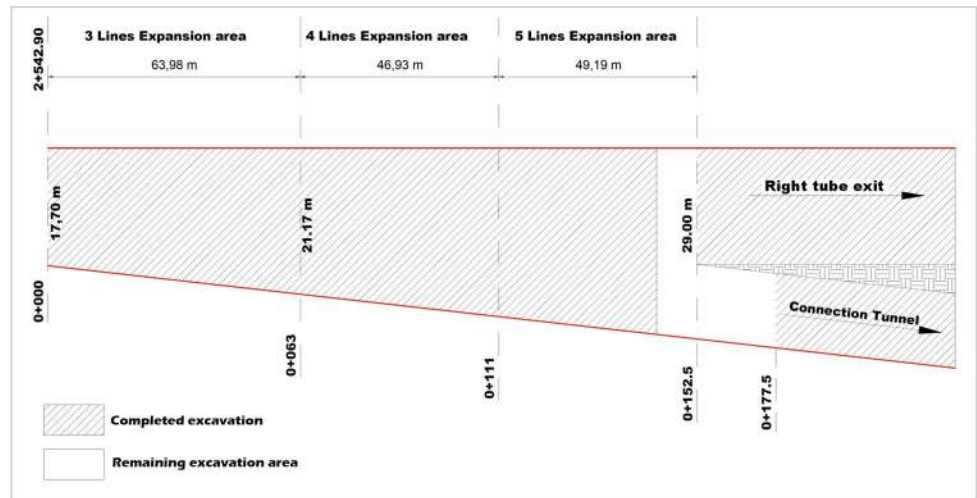 2+542.90
3 Lines Expansion area
4 Lines Expansion area
5 Lines Expansion area
63,98 m
46,93 m
49,19 m
17,70 m
21.17 m
29.00 m
Right tube exit
Connection Tunnel
0+000
0+063
0+111
0+152.5
0+177.5
Completed excavation
Remaining excavation area